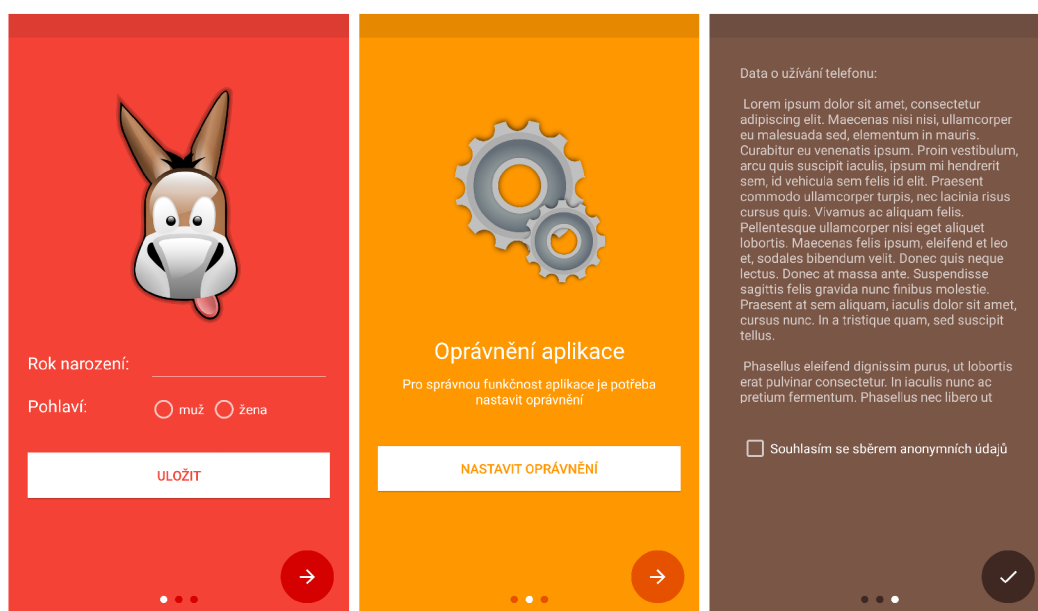 Rok narození:
Pohlaví:
muž
žena
ULOŽIT
Oprávnění aplikace
Pro správnou funkčnost aplikace je potřeba
nastavit oprávnění
NASTAVIT OPRÁVNĚNÍ
Data o užívání telefonu:
Lorem ipsum dolor sit amet, consectetur
adipiscing elit. Maecenas nisi nisi, ullamcorper
eu malesuada sed, elementum in mauris.
Curabitur eu venenatis ipsum. Proin vestibulum,
arcu quis suscipit iaculis, ipsum mi hendrerit
sem, id vehicula sem felis id elit. Praesent
commodo ullamcorper turpis, nec lacinia risus
cursus quis. Vivamus ac aliquam felis.
Pellentesque ullamcorper nisi eget aliquet
lobortis. Maecenas felis ipsum, eleifend et leo
et, sodales bibendum velit. Donec quis neque
lectus. Donec at massa ante. Suspendisse
sagittis felis gravida nunc finibus molestie.
Praesent at sem aliquam, iaculis dolor sit amet,
cursus nunc. In a tristique quam, sed suscipit
tellus.
Phasellus eleifend dignissim purus, ut lobortis
erat pulvinar consectetur. In iaculis nunc ac
pretium fermentum. Phasellus nec libero ut
Souhlasím se sběrem anonymních údajů